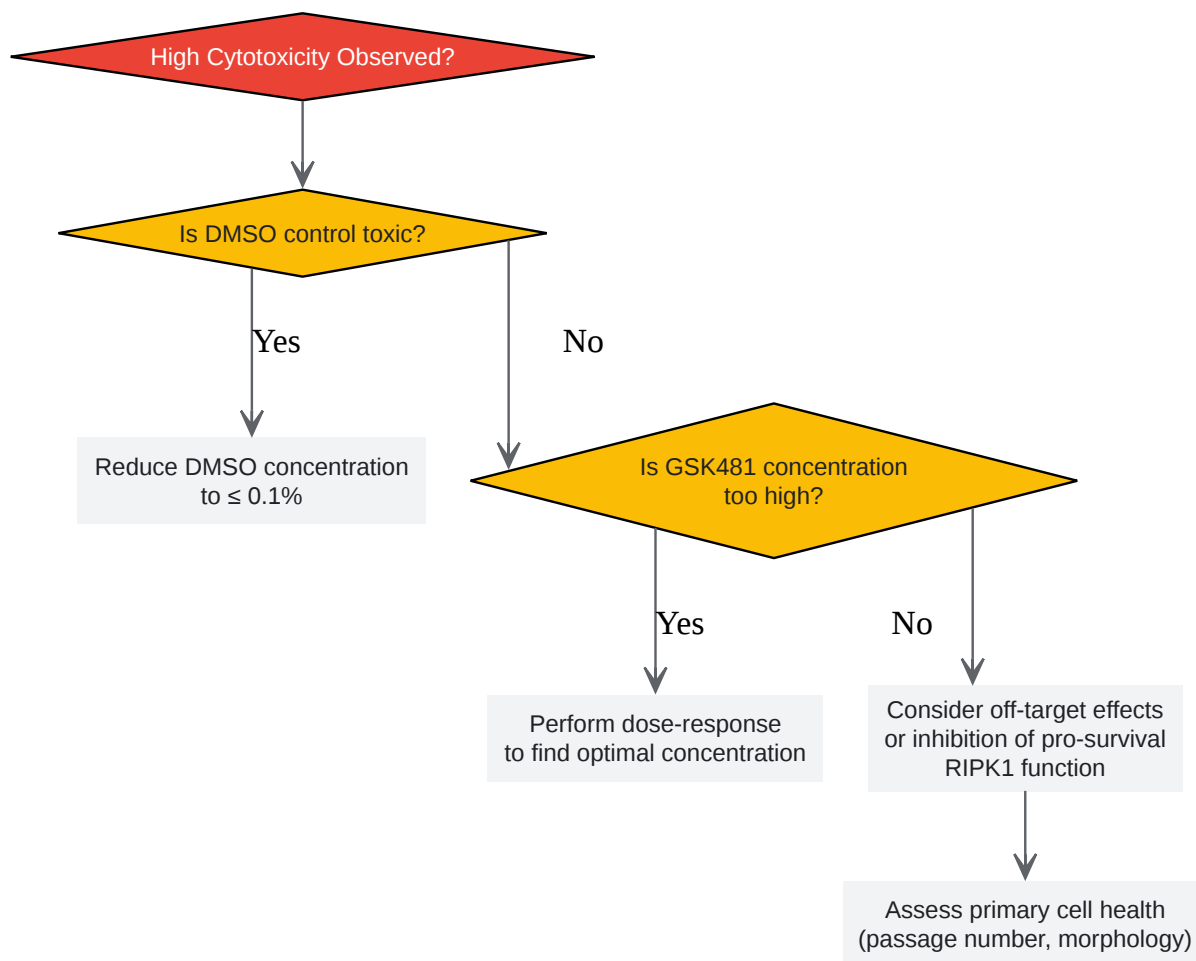 High Cytotoxicity Observed?
Is DMSO control toxic?
Yes
No
Reduce DMSO concentration
to ≤ 0.1%
Is GSK481 concentration
too high?
Yes
No
Perform dose-response
to find optimal concentration
Consider off-target effects
or inhibition of pro-survival
RIPK1 function
Assess primary cell health
(passage number, morphology)